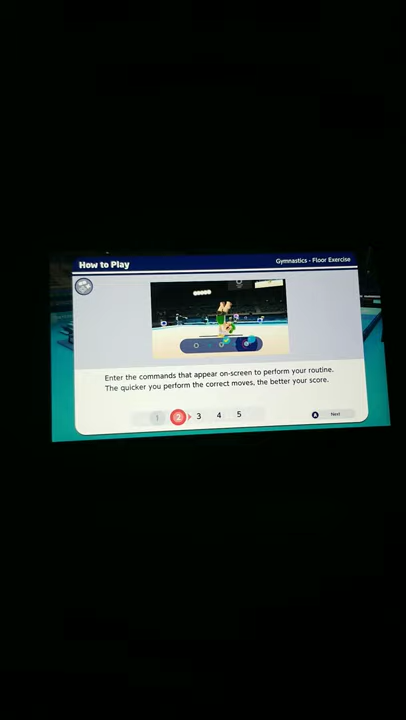 How to Play
Gymnastics - Floor Exercise
Enter the commands that appear on-screen to perform your routine.
The quicker you perform the correct moves, the better your score.
1 2 3 4 5
A Next